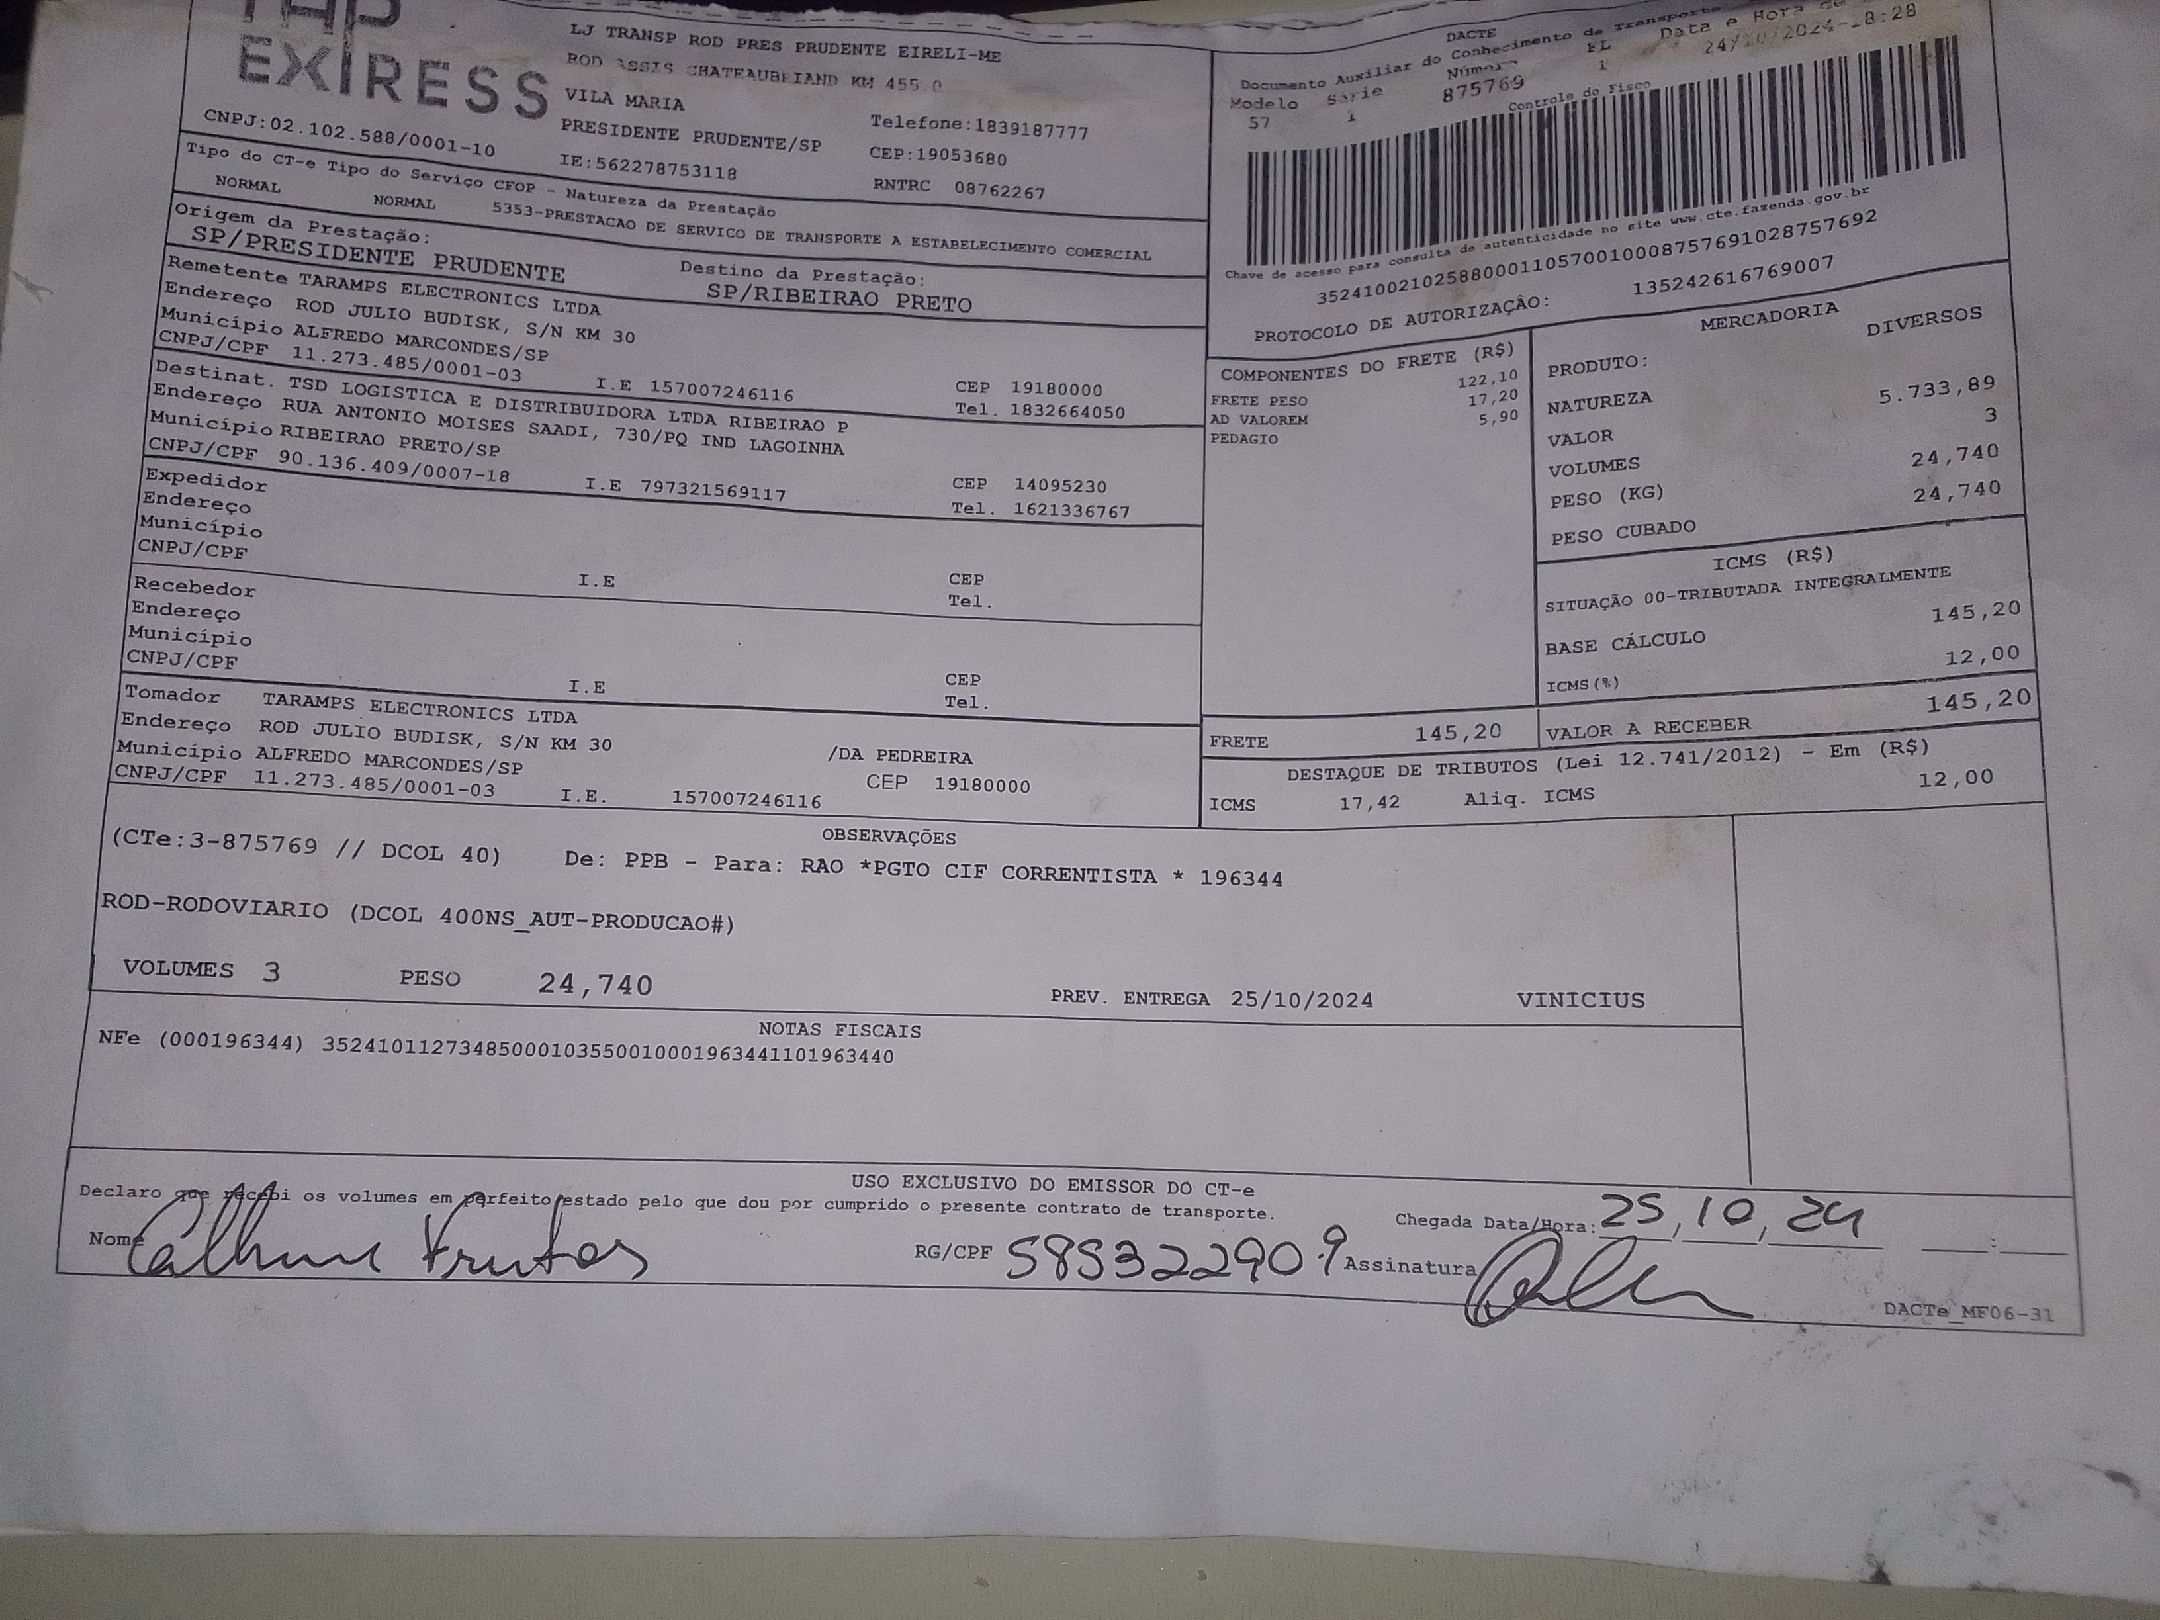 EXPRESS
LJ TRANSP ROD PRES PRUDENTE EIRELI-ME
ROD ASSIS CHATEAUBRIAND KM 455.0
VILA MARIA
Telefone:1839187777
CNPJ:02.102.588/0001-10
PRESIDENTE PRUDENTE/SP
CEP:19053680
IE:562278753118
RNTRC 08762267
Tipo do CT-e Tipo do Serviço CFOP - Natureza da Prestação
NORMAL NORMAL 5353-PRESTACAO DE SERVICO DE TRANSPORTE A ESTABELECIMENTO COMERCIAL
Origem da Prestação:
SP/PRESIDENTE PRUDENTE
Destino da Prestação:
SP/RIBEIRAO PRETO
DACTE
Documento Auxiliar do Conhecimento de Transporte
Modelo Série Número FL Data e Hora de
57 1 875769 1 24/10/2024-18:28
Controle do Fisco
Chave de acesso para consulta de autenticidade no site www.cte.fazenda.gov.br
35241002102588000110570010008757691028757692
PROTOCOLO DE AUTORIZAÇÃO: 135242616769007
Remetente TARAMPS ELECTRONICS LTDA
Endereço ROD JULIO BUDISK, S/N KM 30
Município ALFREDO MARCONDES/SP
CEP 19180000
CNPJ/CPF 11.273.485/0001-03 I.E 157007246116 Tel. 1832664050
Destinat. TSD LOGISTICA E DISTRIBUIDORA LTDA RIBEIRAO P
Endereço RUA ANTONIO MOISES SAADI, 730/PQ IND LAGOINHA
Município RIBEIRAO PRETO/SP
CEP 14095230
CNPJ/CPF 90.136.409/0007-18 I.E 797321569117 Tel. 1621336767
Expedidor
Endereço
Município
CEP
CNPJ/CPF I.E Tel.
Recebedor
Endereço
Município
CEP
CNPJ/CPF I.E Tel.
Tomador TARAMPS ELECTRONICS LTDA
Endereço ROD JULIO BUDISK, S/N KM 30 /DA PEDREIRA
Município ALFREDO MARCONDES/SP CEP 19180000
CNPJ/CPF 11.273.485/0001-03 I.E. 157007246116
COMPONENTES DO FRETE (R$)
FRETE PESO 122,10
AD VALOREM 17,20
PEDAGIO 5,90
MERCADORIA
PRODUTO: DIVERSOS
NATUREZA
VALOR 5.733,89
VOLUMES 3
PESO (KG) 24,740
PESO CUBADO 24,740
ICMS (R$)
SITUAÇÃO 00-TRIBUTADA INTEGRALMENTE
BASE CÁLCULO 145,20
ICMS(%) 12,00
FRETE 145,20 VALOR A RECEBER 145,20
DESTAQUE DE TRIBUTOS (Lei 12.741/2012) - Em (R$)
ICMS 17,42 Aliq. ICMS 12,00
OBSERVAÇÕES
(CTe:3-875769 // DCOL 40) De: PPB - Para: RAO *PGTO CIF CORRENTISTA * 196344
ROD-RODOVIARIO (DCOL 400NS_AUT-PRODUCAO#)
VOLUMES 3 PESO 24,740 PREV. ENTREGA 25/10/2024 VINICIUS
NOTAS FISCAIS
NFe (000196344) 35241011273485000103550010001963441101963440
USO EXCLUSIVO DO EMISSOR DO CT-e
Declaro que recebi os volumes em perfeito estado pelo que dou por cumprido o presente contrato de transporte.
Chegada Data/Hora: 25, 10, 24 :
Nome RG/CPF 585322909 Assinatura
DACTe_MF06-31